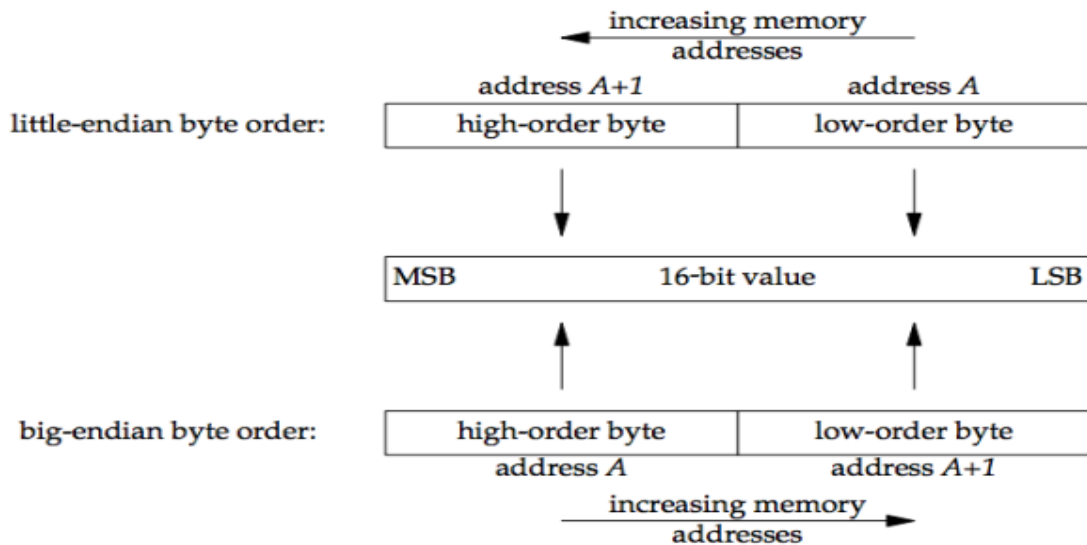 increasing memory
addresses
address A+1 address A
little-endian byte order: high-order byte low-order byte
MSB 16-bit value LSB
big-endian byte order: high-order byte low-order byte
address A address A+1
increasing memory
addresses